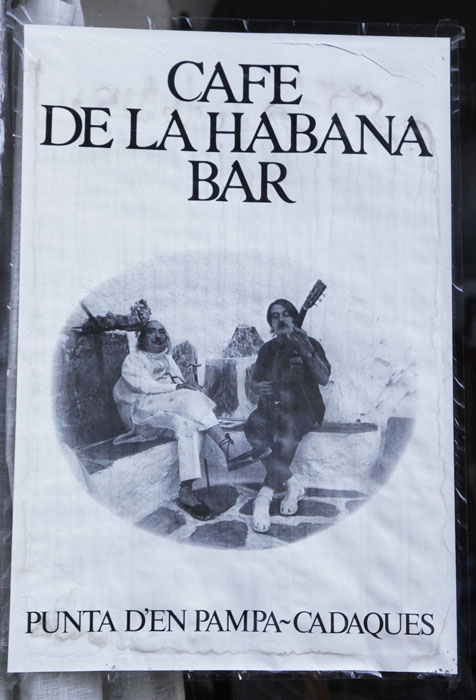 CAFE
DE LA HABANA
BAR
PUNTA D'EN PAMPA~CADAQUES